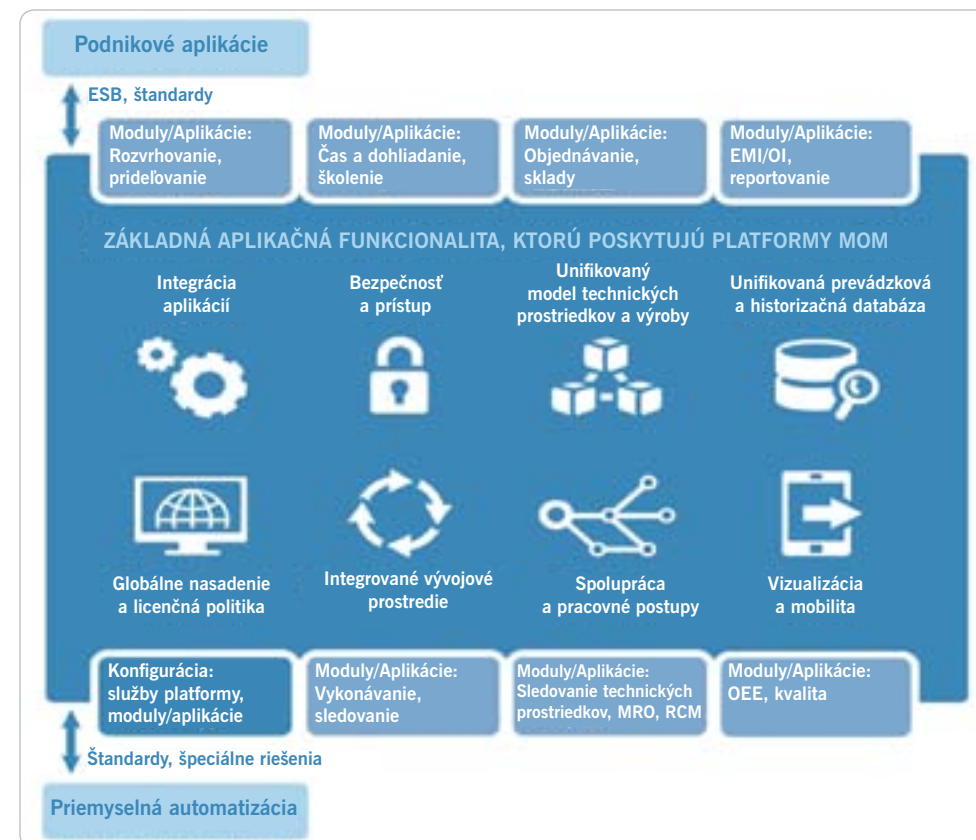 Podnikové aplikácie
ESB, štandardy
Moduly/Aplikácie:
Rozvrhovanie,
prideľovanie
Moduly/Aplikácie:
Čas a dohliadanie,
školenie
Moduly/Aplikácie:
Objednávanie,
sklady
Moduly/Aplikácie:
EMI/OI,
reportovanie
ZÁKLADNÁ APLIKAČNÁ FUNKCIONALITA, KTORÚ POSKYTUJÚ PLATFORMY MOM
Integrácia
aplikácií
Bezpečnosť
a prístup
Unifikovaný
model technických
prostriedkov a výroby
Unifikovaná prevádzková
a historizačná databáza
Globálne nasadenie
a licenčná politika
Integrované vývojové
prostredie
Spolupráca
a pracovné postupy
Vizualizácia
a mobilita
Konfigurácia:
služby platformy,
moduly/aplikácie
Moduly/Aplikácie:
Vykonávanie,
sledovanie
Moduly/Aplikácie:
Sledovanie technických
prostriedkov, MRO, RCM
Moduly/Aplikácie:
OEE, kvalita
Štandardy, špeciálne riešenia
Priemyselná automatizácia